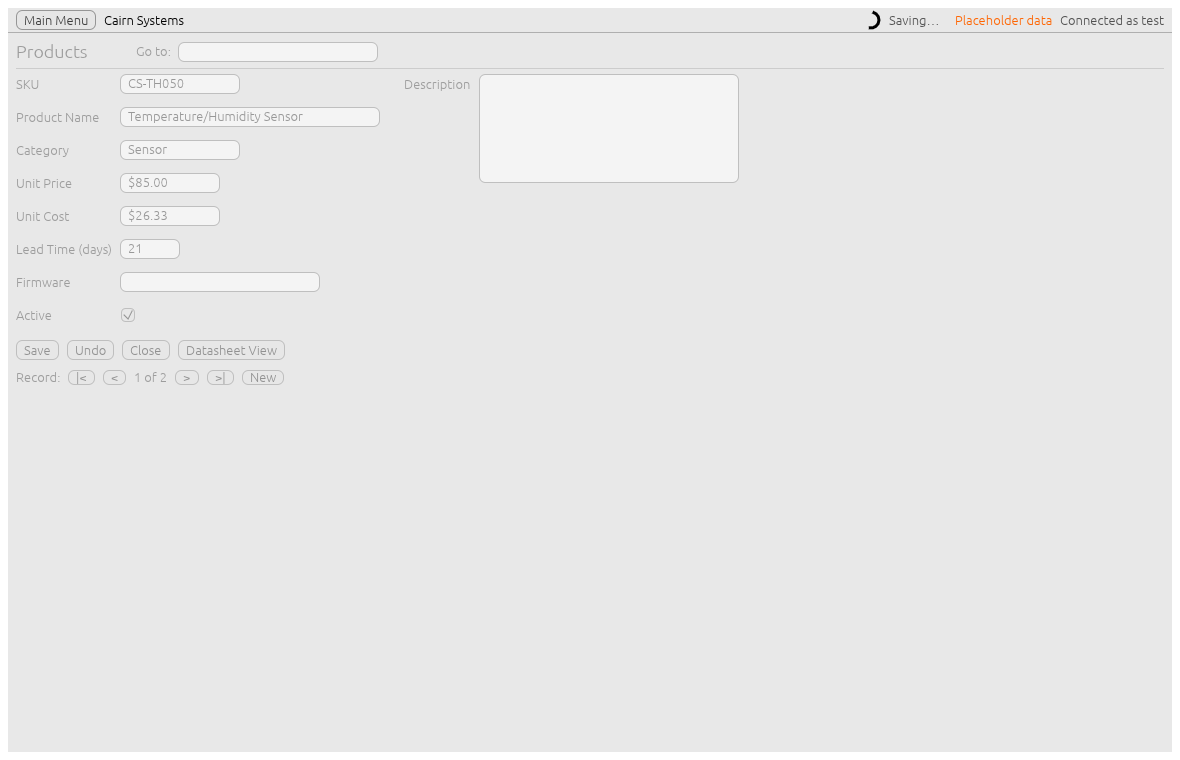 Main Menu Cairn Systems Saving… Placeholder data Connected as test
Products Go to:
SKU CS-TH050 Description
Product Name Temperature/Humidity Sensor
Category Sensor
Unit Price $85.00
Unit Cost $26.33
Lead Time (days) 21
Firmware
Active
Save Undo Close Datasheet View
Record: |< < 1 of 2 > >| New